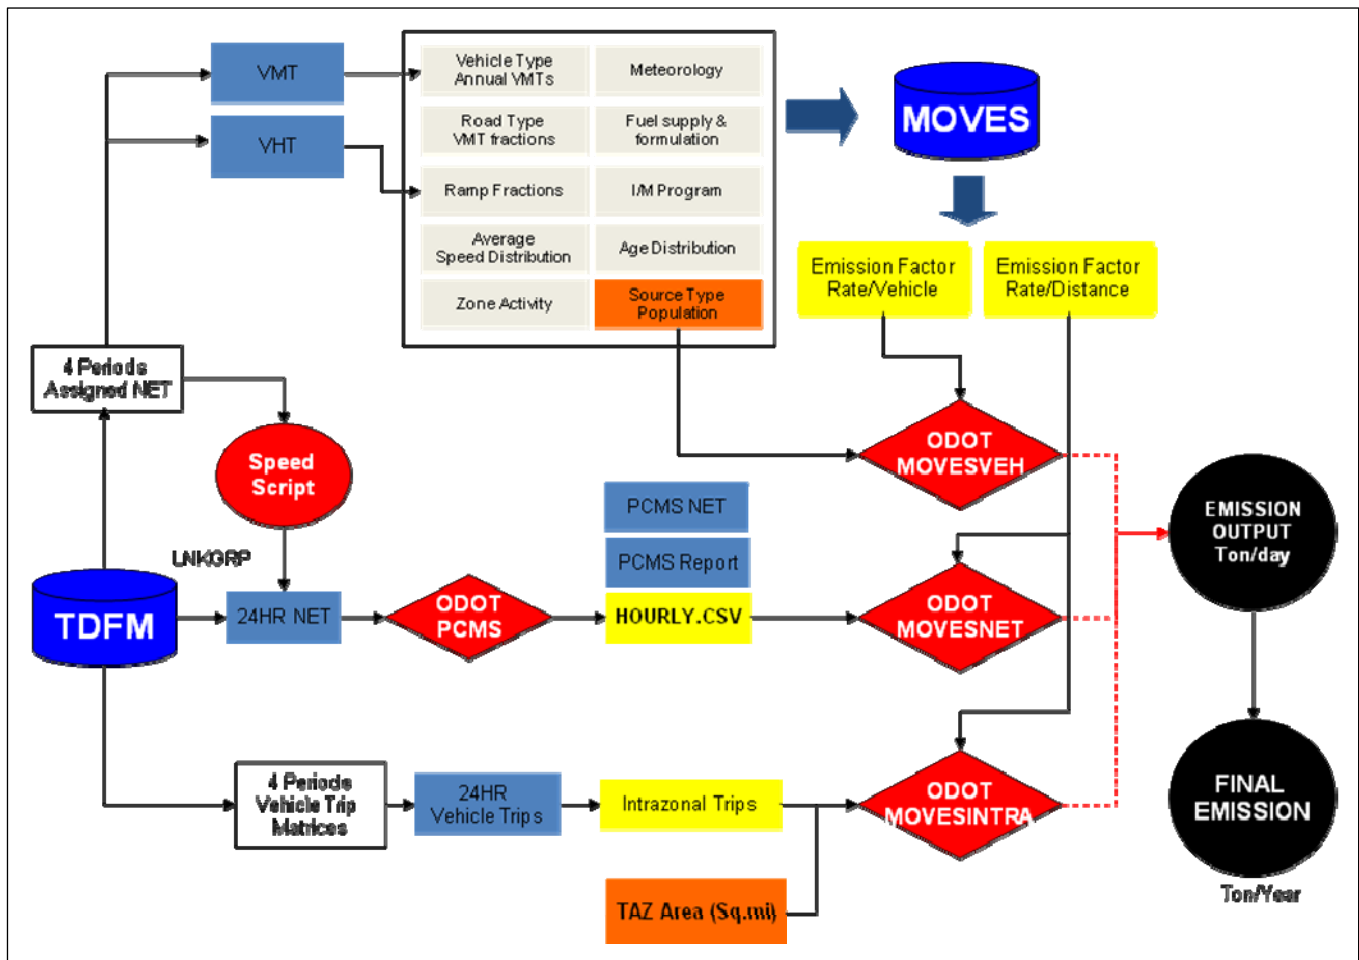 VMT
VHT
Vehicle Type
Annual VMTs
Meteorology
Road Type
VMT fractions
Fuel supply &
formulation
Ramp Fractions
I/M Program
Average
Speed Distribution
Age Distribution
Zone Activity
Source Type
Population
MOVES
Emission Factor
Rate/Vehicle
Emission Factor
Rate/Distance
4 Periods
Assigned NET
Speed
Script
LNKGRP
TDFM
24HR NET
ODOT
PCMS
PCMS NET
PCMS Report
HOURLY.CSV
ODOT
MOVESVEH
ODOT
MOVESNET
EMISSION
OUTPUT
Ton/day
4 Periods
Vehicle Trip
Matrices
24HR
Vehicle Trips
Intrazonal Trips
TAZ Area (Sq.mi)
ODOT
MOVESINTRA
FINAL
EMISSION
Ton/Year